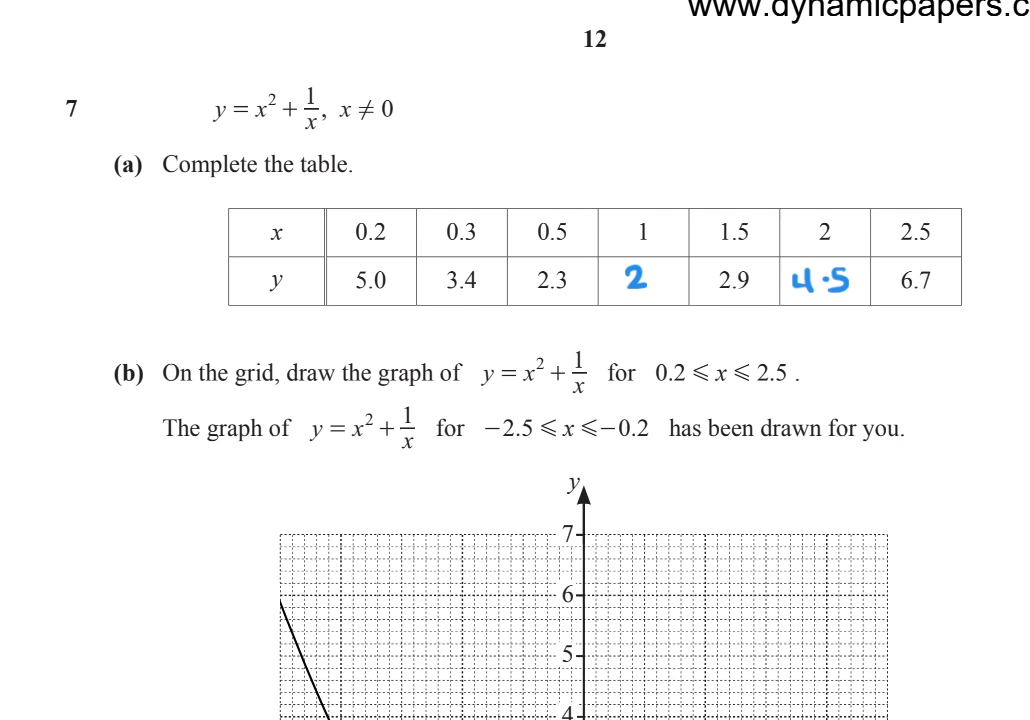 www.dynamicpapers.c
12
7 y = x² + 1/x, x ≠ 0
(a) Complete the table.
x 0.2 0.3 0.5 1 1.5 2 2.5
y 5.0 3.4 2.3 2 2.9 4.5 6.7
(b) On the grid, draw the graph of y = x² + 1/x for 0.2 ⩽ x ⩽ 2.5 .
The graph of y = x² + 1/x for −2.5 ⩽ x ⩽ −0.2 has been drawn for you.
y
7
6
5
4